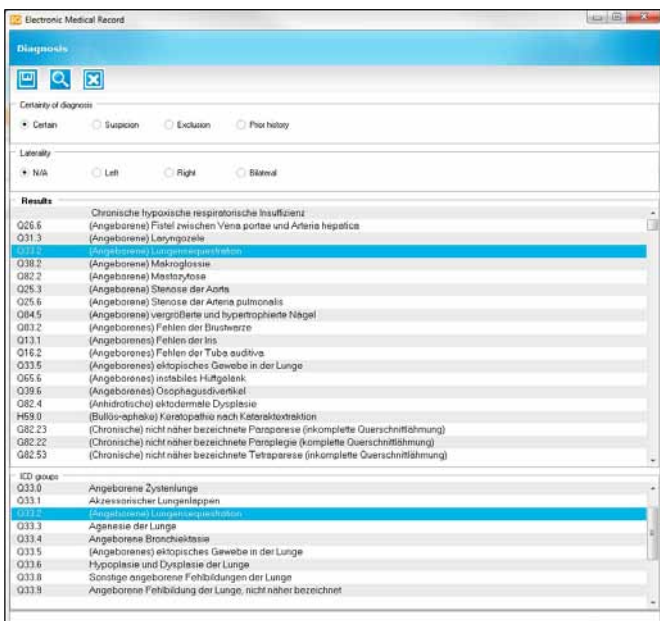 Electronic Medical Record
Diagnosis
Certainty of diagnosis
Certain Suspicion Exclusion Prior history
Laterality
N/A Left Right Bilateral
Results
Chronische hypoxische respiratorische Insuffizienz
Q26.6 (Angeborene) Fistel zwischen Vena portae und Arteria hepatica
Q31.3 (Angeborene) Laryngozele
Q33.2 (Angeborene) Lungensequestration
Q38.2 (Angeborene) Makroglossie
Q82.2 (Angeborene) Mastozytose
Q25.3 (Angeborene) Stenose der Aorta
Q25.6 (Angeborene) Stenose der Arteria pulmonalis
Q84.5 (Angeborene) vergrößerte und hypertrophierte Nägel
Q83.2 (Angeborenes) Fehlen der Brustwarze
Q13.1 (Angeborenes) Fehlen der Iris
Q16.2 (Angeborenes) Fehlen der Tuba auditiva
Q33.5 (Angeborenes) ektopisches Gewebe in der Lunge
Q65.6 (Angeborenes) instabiles Hüftgelenk
Q39.6 (Angeborenes) Ösophagusdivertikel
Q82.4 (Anhidrotische) ektodermale Dysplasie
H59.0 (Bullös-aphake) Keratopathie nach Kataraktextraktion
G82.23 (Chronische) nicht näher bezeichnete Paraparese (inkomplette Querschnittlähmung)
G82.22 (Chronische) nicht näher bezeichnete Paraplegie (komplette Querschnittlähmung)
G82.53 (Chronische) nicht näher bezeichnete Tetraparese (inkomplette Querschnittlähmung)
ICD groups
Q33.0 Angeborene Zystenlunge
Q33.1 Akzessorischer Lungenlappen
Q33.2 (Angeborene) Lungensequestration
Q33.3 Agenesie der Lunge
Q33.4 Angeborene Bronchiektasie
Q33.5 (Angeborenes) ektopisches Gewebe in der Lunge
Q33.6 Hypoplasie und Dysplasie der Lunge
Q33.8 Sonstige angeborene Fehlbildungen der Lunge
Q33.9 Angeborene Fehlbildung der Lunge, nicht näher bezeichnet